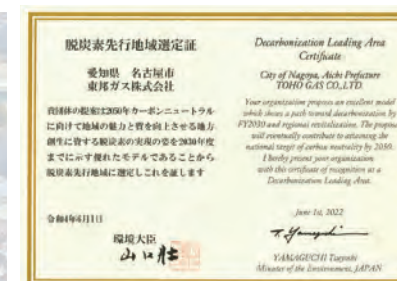 脱炭素先行地域選定証
愛知県 名古屋市
東邦ガス株式会社
貴団体の提案は2050年カーボンニュートラル
に向けて地域の魅力と質を向上させる地方
創生に資する脱炭素の実現の姿を2030年度
までに示す優れたモデルであることから
脱炭素先行地域に選定しこれを証します
令和4年6月1日
環境大臣
山口壯
Decarbonization Leading Area
Certificate
City of Nagoya, Aichi Prefecture
TOHO GAS CO.,LTD.
Your organization proposes an excellent model
which shows a path toward decarbonization by
FY2030 and regional revitalization. The proposal
will eventually contribute to attaining the
national target of carbon neutrality by 2050.
I hereby present your organization
with this certificate of recognition as a
Decarbonization Leading Area.
June 1st, 2022
YAMAGUCHI Tsuyoshi
Minister of the Environment, JAPAN